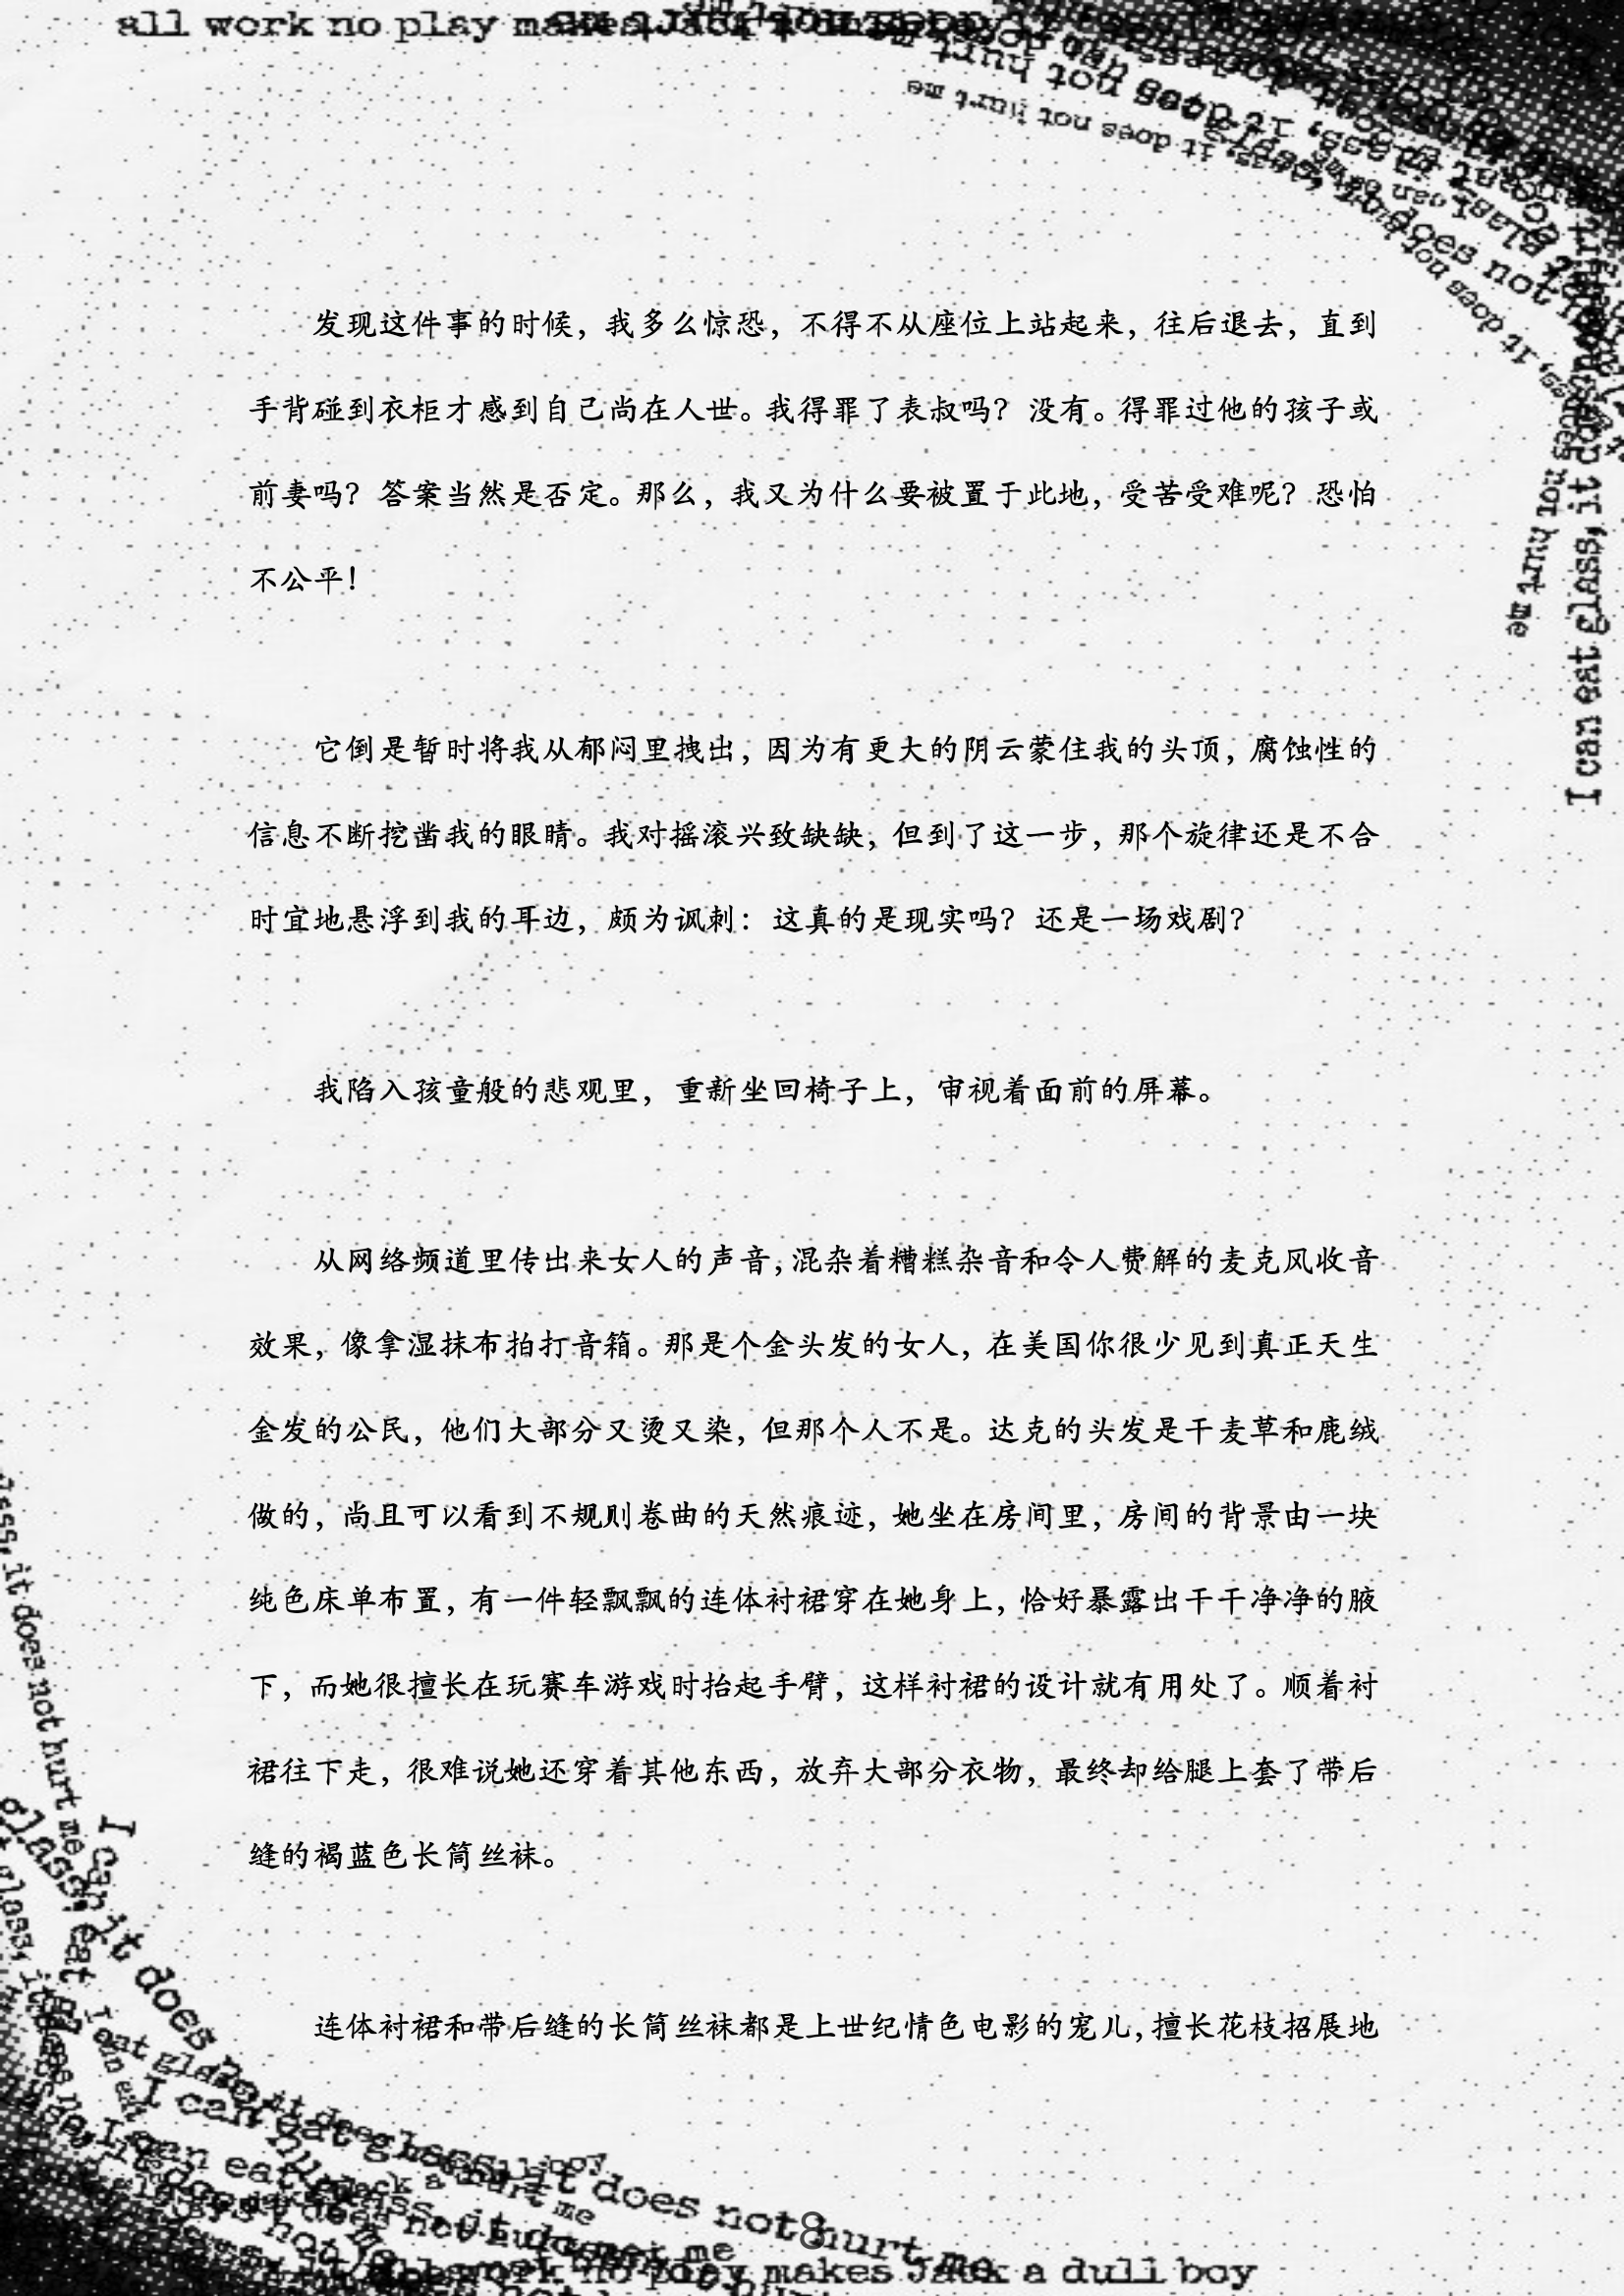 all work no play makes Jack a dull boy
it does not hurt me
I can eat glass, it does not hurt me
发现这件事的时候，我多么惊恐，不得不从座位上站起来，往后退去，直到
手背碰到衣柜才感到自己尚在人世。我得罪了表叔吗？没有。得罪过他的孩子或
前妻吗？答案当然是否定。那么，我又为什么要被置于此地，受苦受难呢？恐怕
不公平！
它倒是暂时将我从郁闷里拽出，因为有更大的阴云蒙住我的头顶，腐蚀性的
信息不断挖凿我的眼睛。我对摇滚兴致缺缺，但到了这一步，那个旋律还是不合
时宜地悬浮到我的耳边，颇为讽刺：这真的是现实吗？还是一场戏剧？
我陷入孩童般的悲观里，重新坐回椅子上，审视着面前的屏幕。
从网络频道里传出来女人的声音，混杂着糟糕杂音和令人费解的麦克风收音
效果，像拿湿抹布拍打音箱。那是个金头发的女人，在美国你很少见到真正天生
金发的公民，他们大部分又烫又染，但那个人不是。达克的头发是干麦草和鹿绒
做的，尚且可以看到不规则卷曲的天然痕迹，她坐在房间里，房间的背景由一块
纯色床单布置，有一件轻飘飘的连体衬裙穿在她身上，恰好暴露出干干净净的腋
下，而她很擅长在玩赛车游戏时抬起手臂，这样衬裙的设计就有用处了。顺着衬
裙往下走，很难说她还穿着其他东西，放弃大部分衣物，最终却给腿上套了带后
缝的褐蓝色长筒丝袜。
连体衬裙和带后缝的长筒丝袜都是上世纪情色电影的宠儿，擅长花枝招展地
it does not hurt me
I can eat glass, it does not hurt me
8
all work no play makes Jack a dull boy